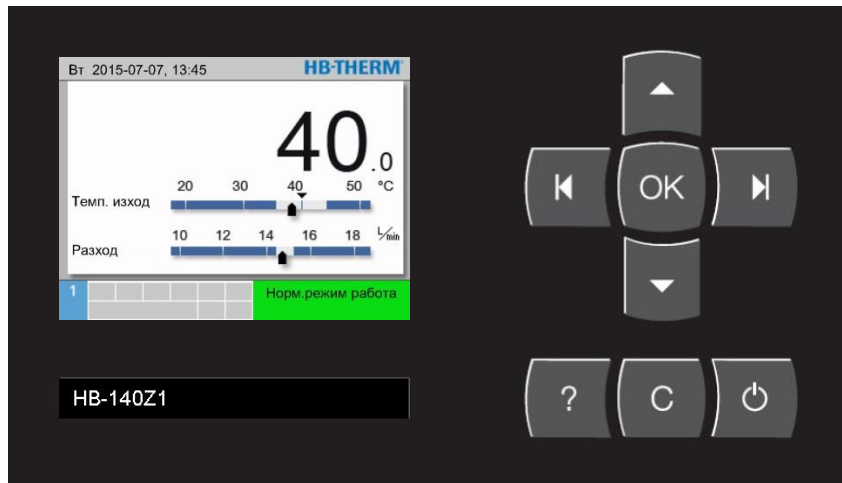 Вт 2015-07-07, 13:45 HB-THERM
40.0
20 30 40 50 °C
Темп. изход
10 12 14 16 18 L/min
Разход
1 Норм.режим работа
OK
HB-140Z1
? C